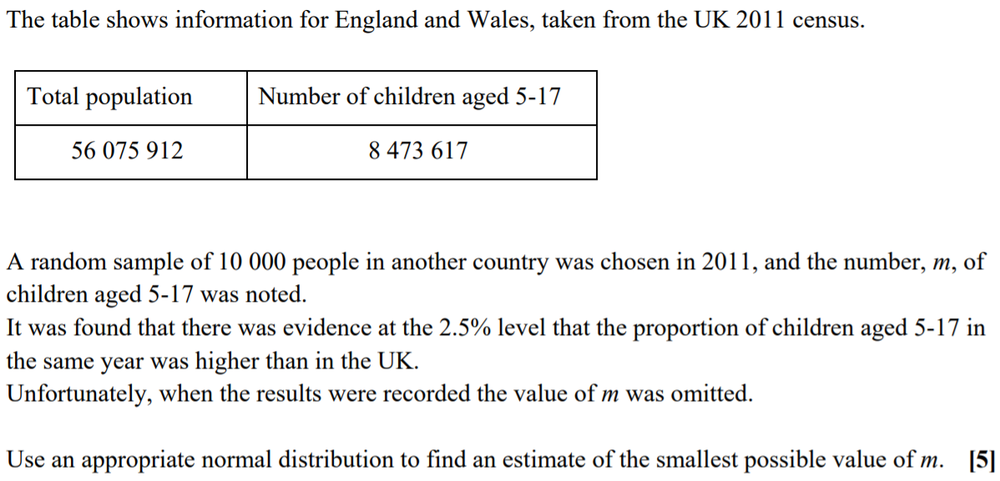 The table shows information for England and Wales, taken from the UK 2011 census.
Total population
Number of children aged 5-17
56 075 912
8 473 617
A random sample of 10 000 people in another country was chosen in 2011, and the number, m, of
children aged 5-17 was noted.
It was found that there was evidence at the 2.5% level that the proportion of children aged 5-17 in
the same year was higher than in the UK.
Unfortunately, when the results were recorded the value of m was omitted.
Use an appropriate normal distribution to find an estimate of the smallest possible value of m. [5]